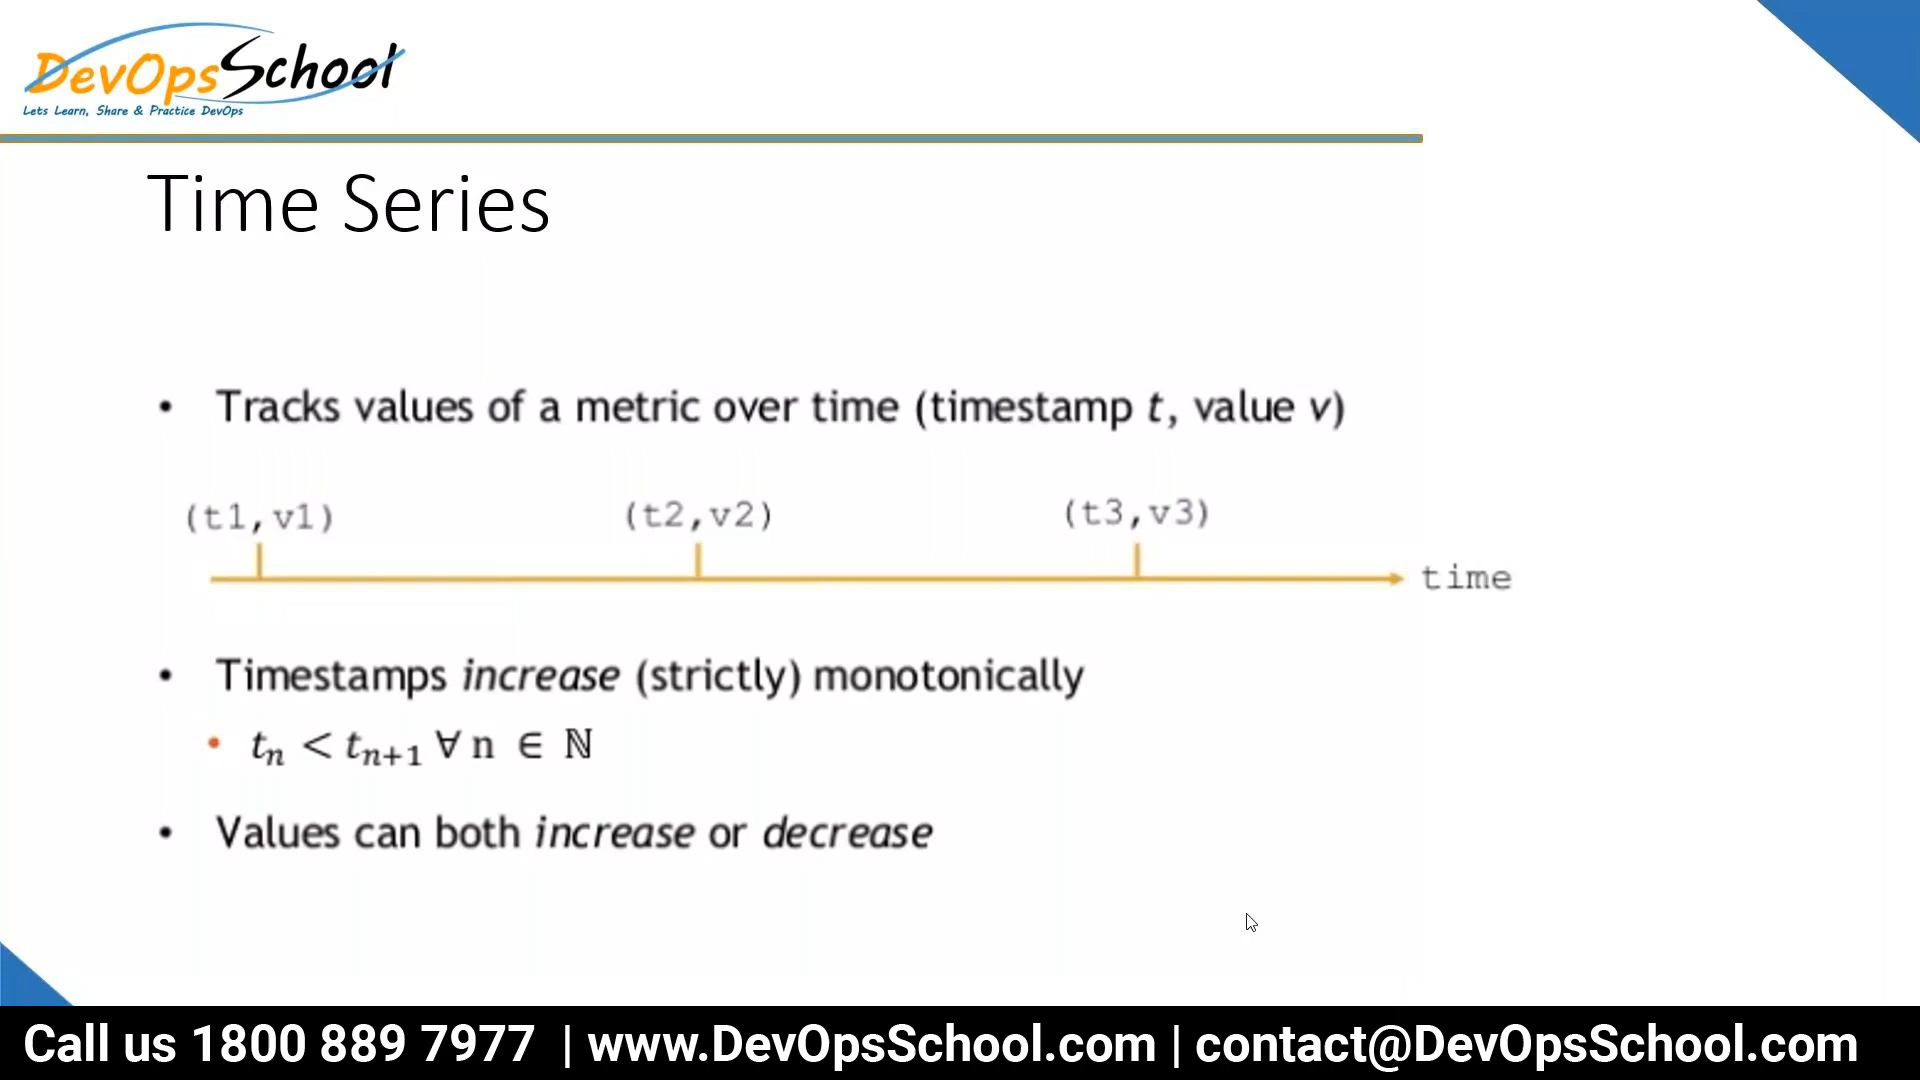 DevOpsSchool
Lets Learn, Share & Practice DevOps
Time Series
• Tracks values of a metric over time (timestamp t, value v)
(t1,v1) (t2,v2) (t3,v3)
time
• Timestamps increase (strictly) monotonically
• tₙ < tₙ₊₁ ∀ n ∈ ℕ
• Values can both increase or decrease
Call us 1800 889 7977 | www.DevOpsSchool.com | contact@DevOpsSchool.com